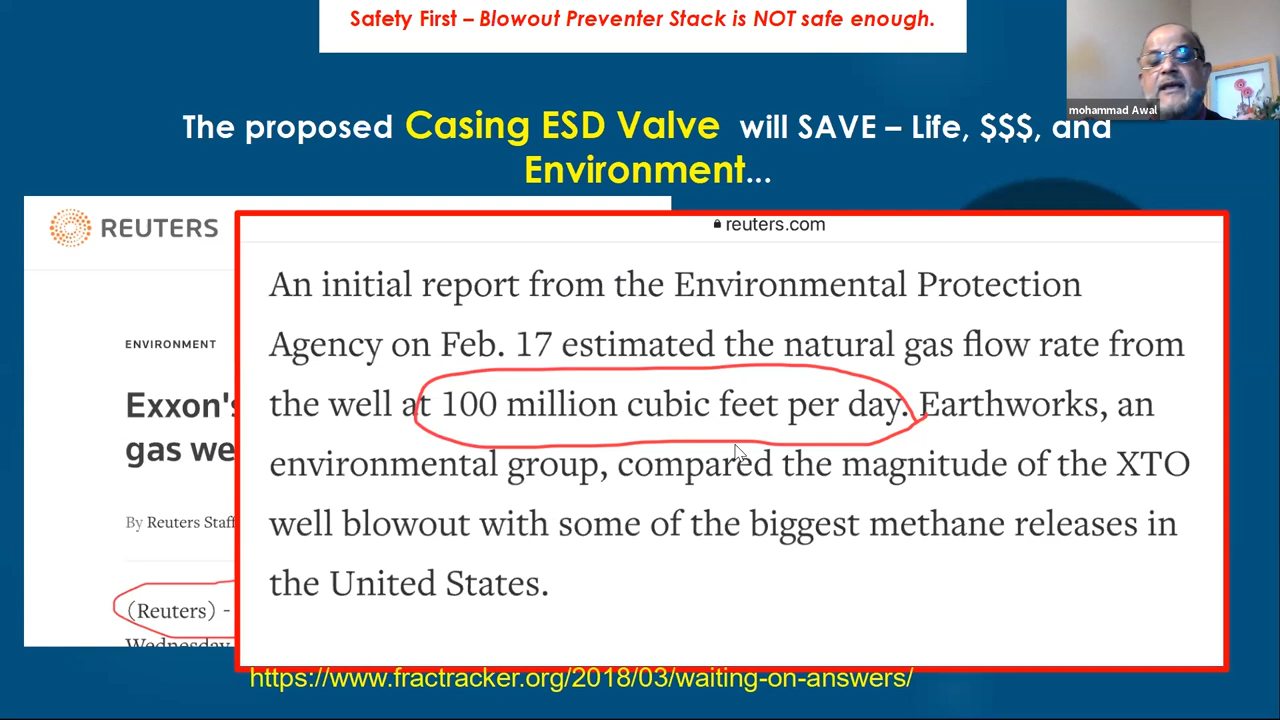 Safety First – Blowout Preventer Stack is NOT safe enough.
mohammad Awal
The proposed Casing ESD Valve will SAVE – Life, $$$, and
Environment...
REUTERS
reuters.com
An initial report from the Environmental Protection
Agency on Feb. 17 estimated the natural gas flow rate from
the well at 100 million cubic feet per day. Earthworks, an
environmental group, compared the magnitude of the XTO
well blowout with some of the biggest methane releases in
the United States.
ENVIRONMENT
Exxon's
gas we
By Reuters Staff
(Reuters) -
Wednesday
https://www.fractracker.org/2018/03/waiting-on-answers/